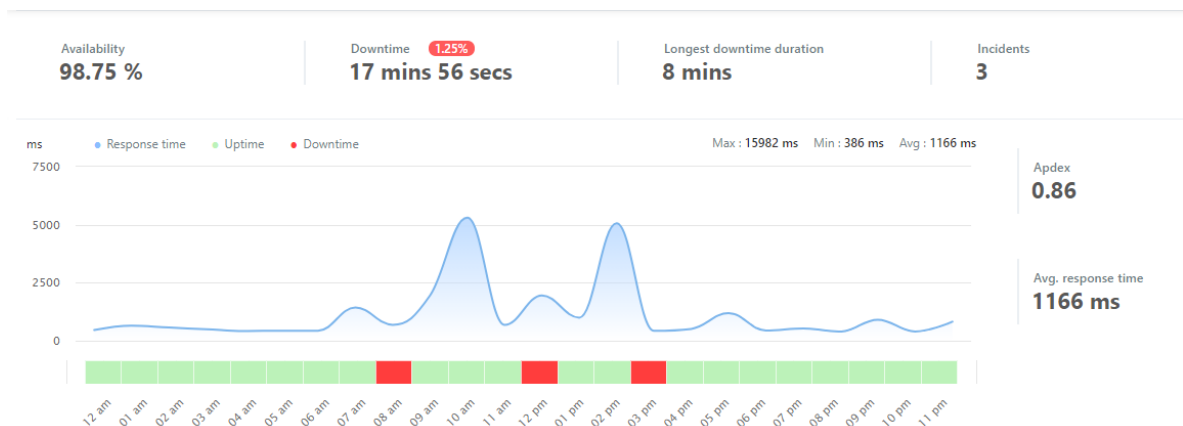 Availability
98.75 %
Downtime 1.25%
17 mins 56 secs
Longest downtime duration
8 mins
Incidents
3
ms
Response time
Uptime
Downtime
Max : 15982 ms Min : 386 ms Avg : 1166 ms
7500
5000
2500
0
12 am
01 am
02 am
03 am
04 am
05 am
06 am
07 am
08 am
09 am
10 am
11 am
12 pm
01 pm
02 pm
03 pm
04 pm
05 pm
06 pm
07 pm
08 pm
09 pm
10 pm
11 pm
Apdex
0.86
Avg. response time
1166 ms